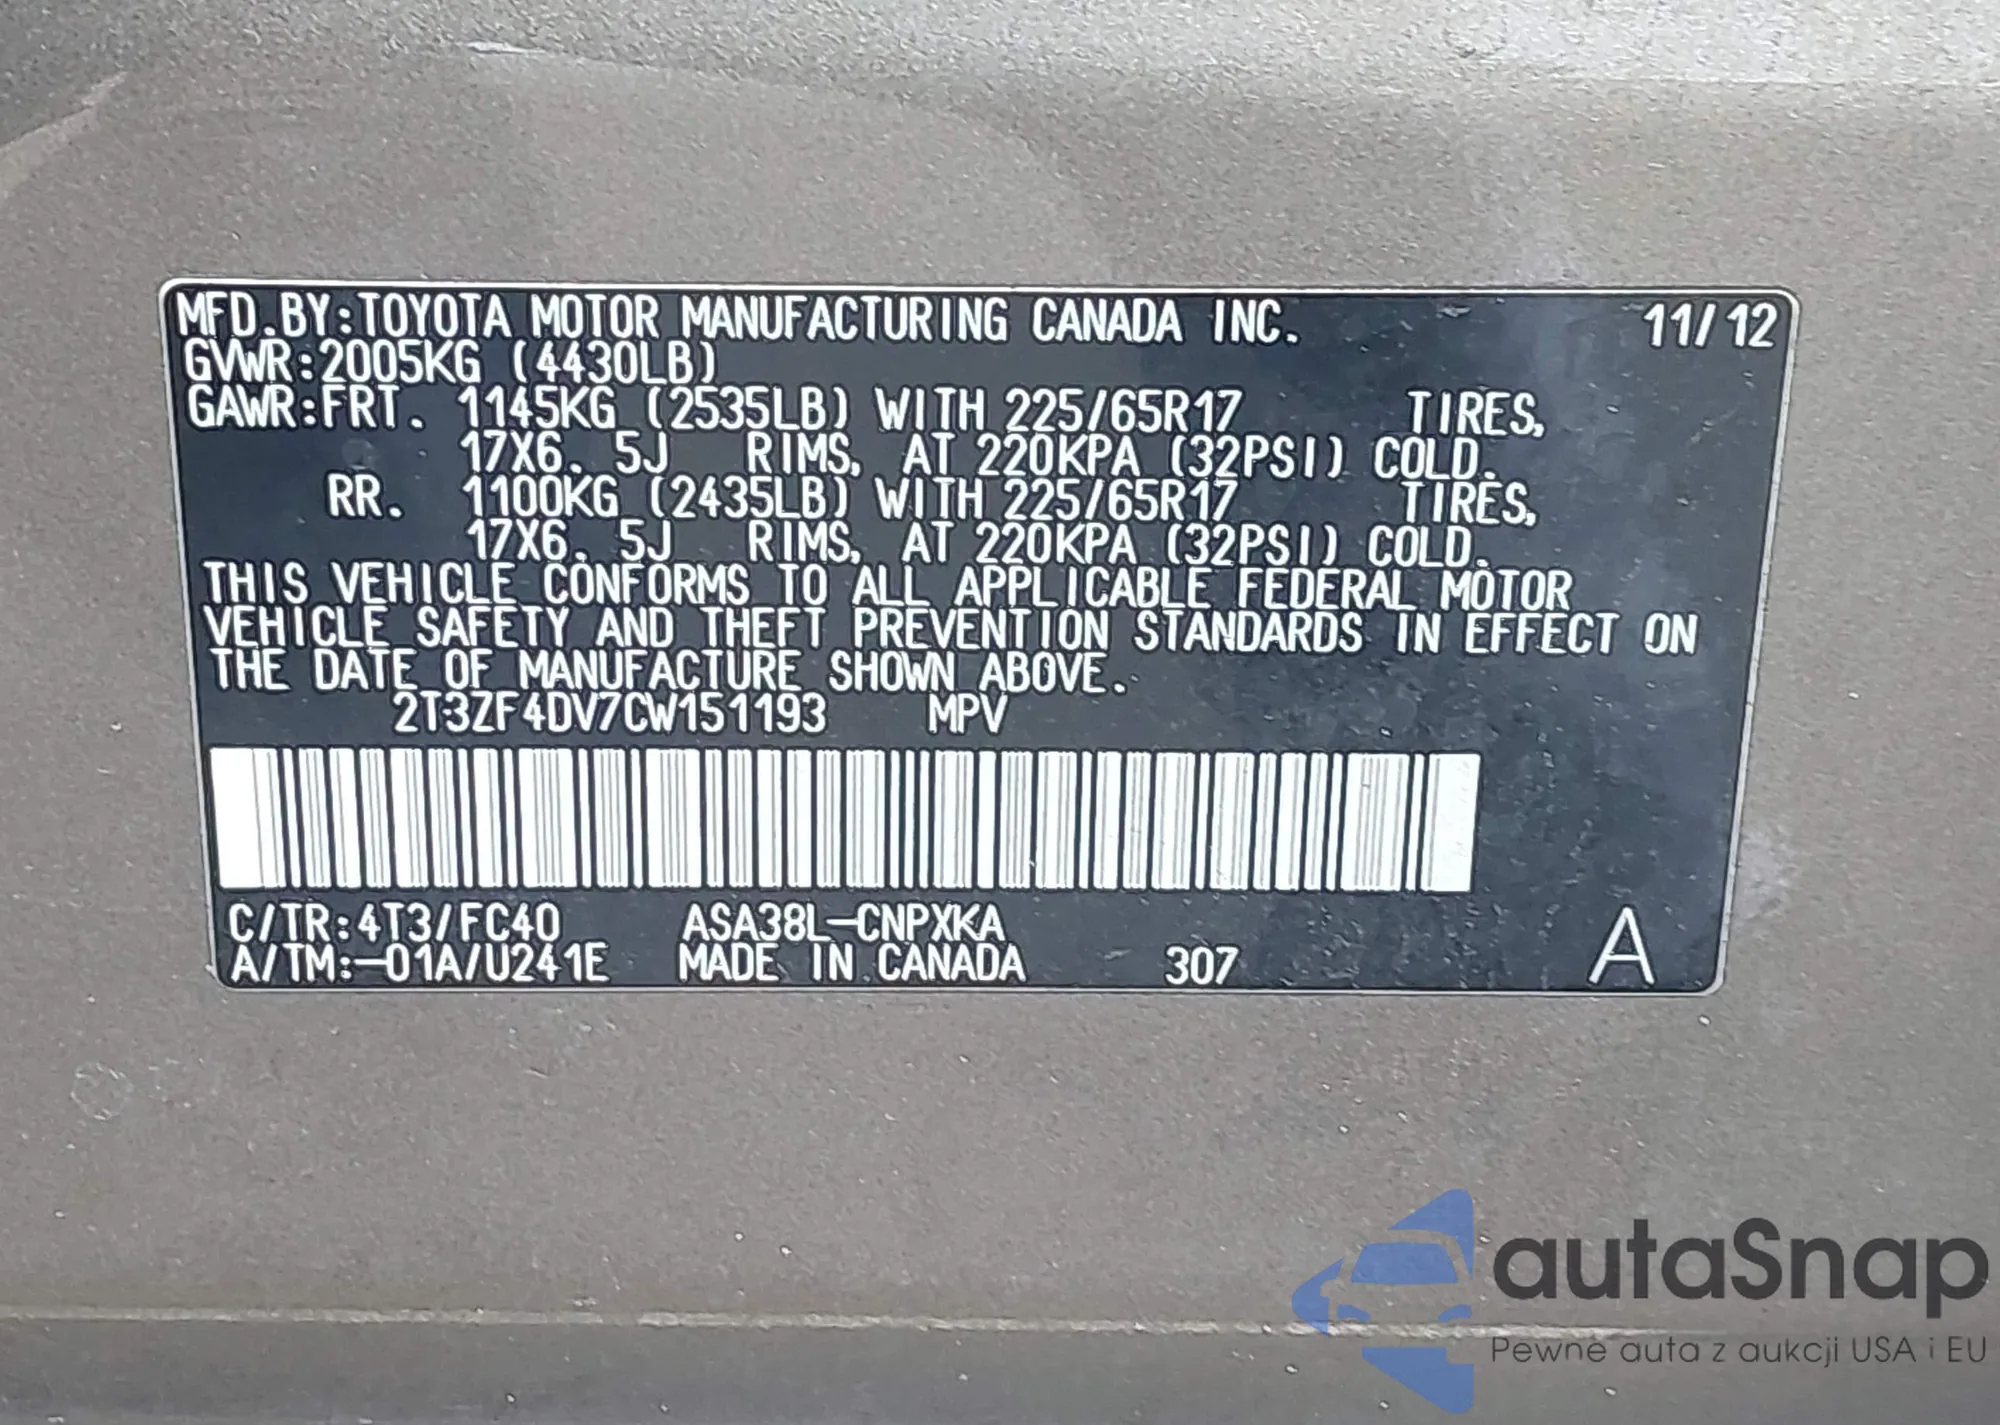 MFD.BY:TOYOTA MOTOR MANUFACTURING CANADA INC. 11/12
GVWR:2005KG (4430LB)
GAWR:FRT. 1145KG (2535LB) WITH 225/65R17 TIRES,
17X6.5J RIMS, AT 220KPA (32PSI) COLD.
RR. 1100KG (2435LB) WITH 225/65R17 TIRES,
17X6.5J RIMS, AT 220KPA (32PSI) COLD.
THIS VEHICLE CONFORMS TO ALL APPLICABLE FEDERAL MOTOR
VEHICLE SAFETY AND THEFT PREVENTION STANDARDS IN EFFECT ON
THE DATE OF MANUFACTURE SHOWN ABOVE.
2T3ZF4DV7CW151193 MPV
C/TR:4T3/FC40 ASA38L-CNPXKA
A/TM:-01A/U241E MADE IN CANADA 307 A
autaSnap
Pewne auta z aukcji USA i EU